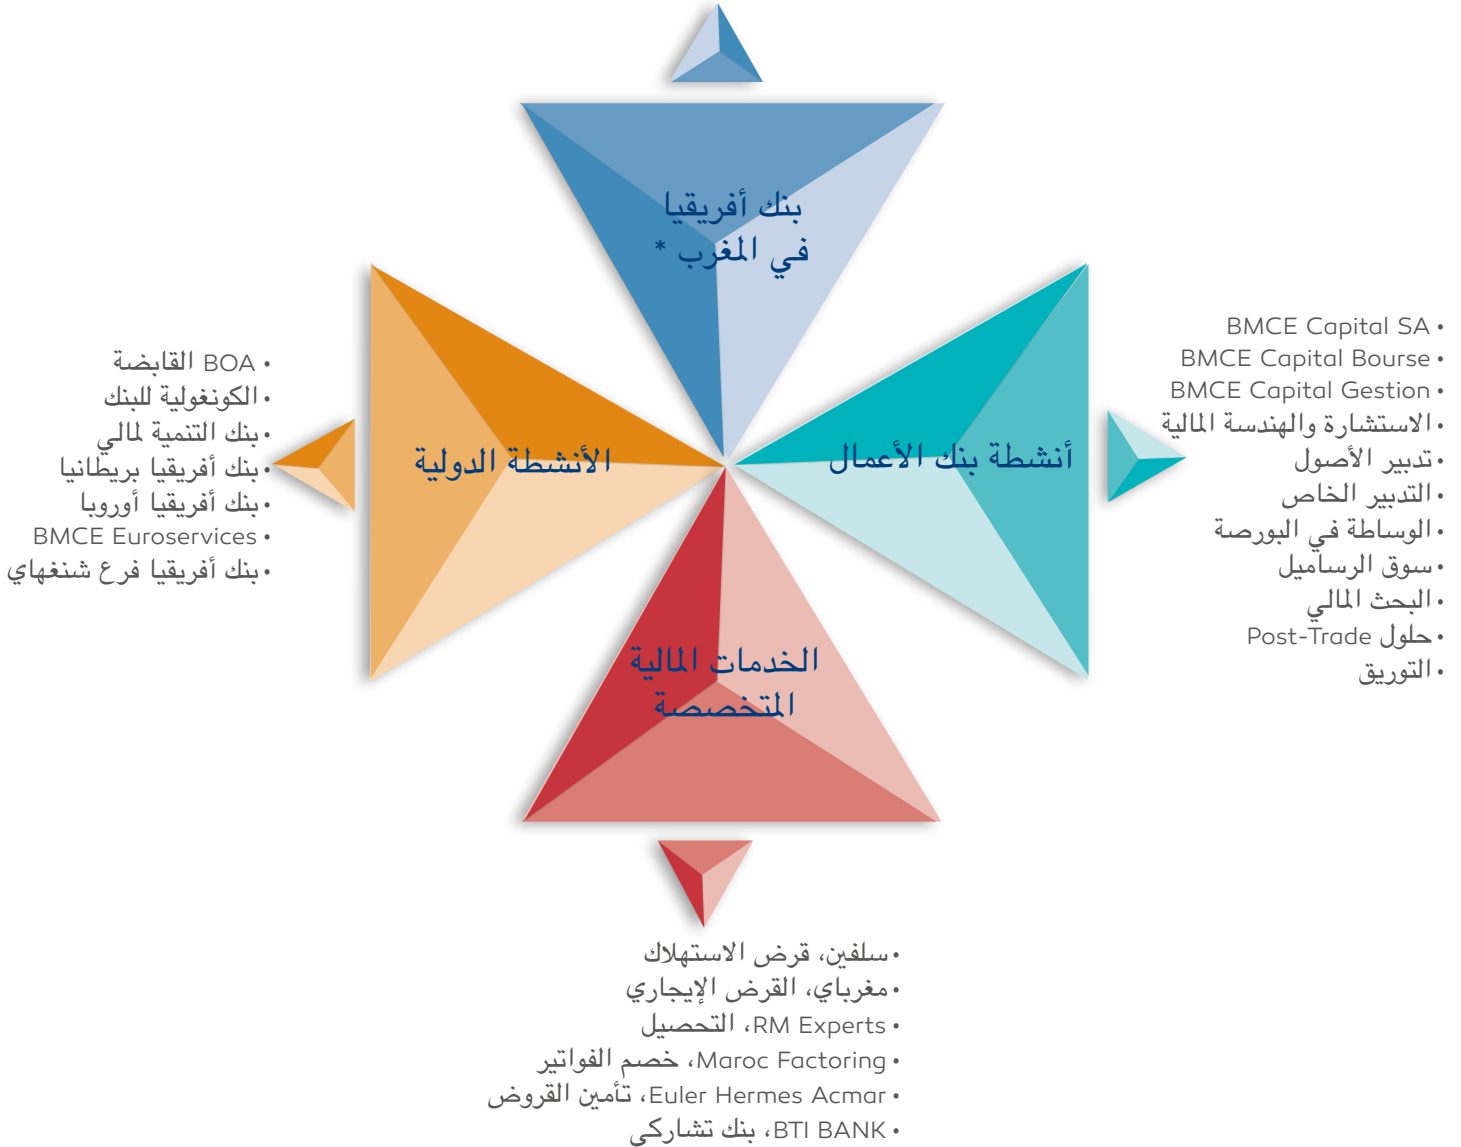 بنك أفريقيا
في المغرب *
أنشطة بنك الأعمال
• BMCE Capital SA
• BMCE Capital Bourse
• BMCE Capital Gestion
• الاستشارة والهندسة المالية
• تدبير الأصول
• التدبير الخاص
• الوساطة في البورصة
• سوق الرساميل
• البحث المالي
• حلول Post-Trade
• التوريق
الأنشطة الدولية
• BOA القابضة
• الكونغولية للبنك
• بنك التنمية لمالي
• بنك أفريقيا بريطانيا
• بنك أفريقيا أوروبا
• BMCE Euroservices
• بنك أفريقيا فرع شنغهاي
الخدمات المالية
المتخصصة
• سلفين، قرض الاستهلاك
• مغرباي، القرض الإيجاري
• RM Experts، التحصيل
• Maroc Factoring، خصم الفواتير
• Euler Hermes Acmar، تأمين القروض
• BTI BANK، بنك تشاركي